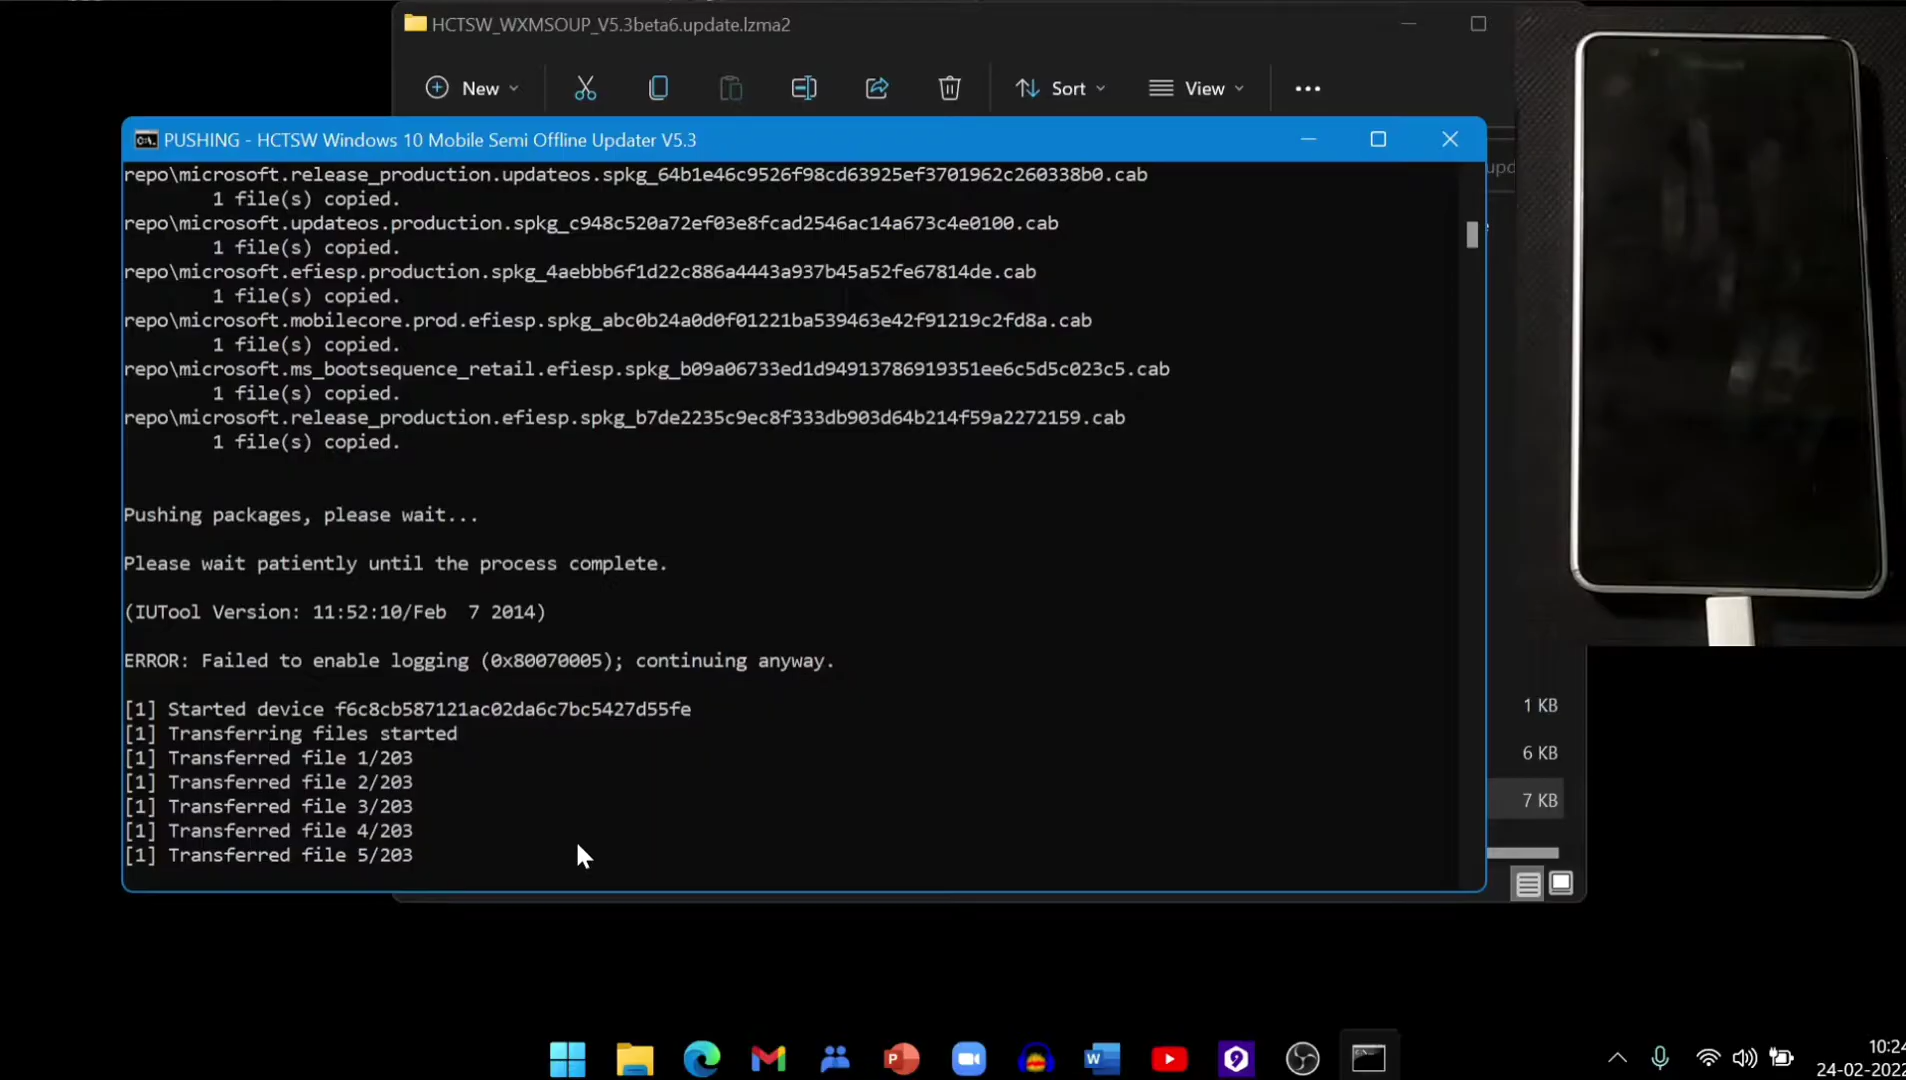 HCTSW_WXMSOUP_V5.3beta6.update.lzma2
New
Sort
View
PUSHING - HCTSW Windows 10 Mobile Semi Offline Updater V5.3
repo\microsoft.release_production.updateos.spkg_64b1e46c9526f98cd63925ef3701962c260338b0.cab
1 file(s) copied.
repo\microsoft.updateos.production.spkg_c948c520a72ef03e8fcad2546ac14a673c4e0100.cab
1 file(s) copied.
repo\microsoft.efiesp.production.spkg_4aebbb6f1d22c886a4443a937b45a52fe67814de.cab
1 file(s) copied.
repo\microsoft.mobilecore.prod.efiesp.spkg_abc0b24a0d0f01221ba539463e42f91219c2fd8a.cab
1 file(s) copied.
repo\microsoft.ms_bootsequence_retail.efiesp.spkg_b09a06733ed1d94913786919351ee6c5d5c023c5.cab
1 file(s) copied.
repo\microsoft.release_production.efiesp.spkg_b7de2235c9ec8f333db903d64b214f59a2272159.cab
1 file(s) copied.
Pushing packages, please wait...
Please wait patiently until the process complete.
(IUTool Version: 11:52:10/Feb  7 2014)
ERROR: Failed to enable logging (0x80070005); continuing anyway.
[1] Started device f6c8cb587121ac02da6c7bc5427d55fe
[1] Transferring files started
[1] Transferred file 1/203
[1] Transferred file 2/203
[1] Transferred file 3/203
[1] Transferred file 4/203
[1] Transferred file 5/203
1 KB
6 KB
7 KB
10:24
24-02-2022